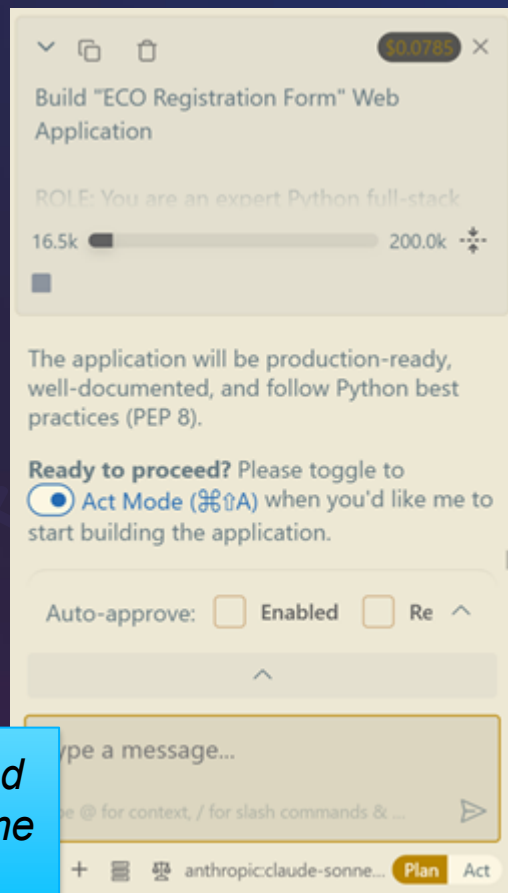 $0.0785
Build "ECO Registration Form" Web
Application
ROLE: You are an expert Python full-stack
16.5k 200.0k
The application will be production-ready,
well-documented, and follow Python best
practices (PEP 8).
Ready to proceed? Please toggle to
Act Mode (⌘⇧A) when you'd like me to
start building the application.
Auto-approve: Enabled Re
ype a message...
pe @ for context, / for slash commands & ...
anthropic:claude-sonne... Plan Act